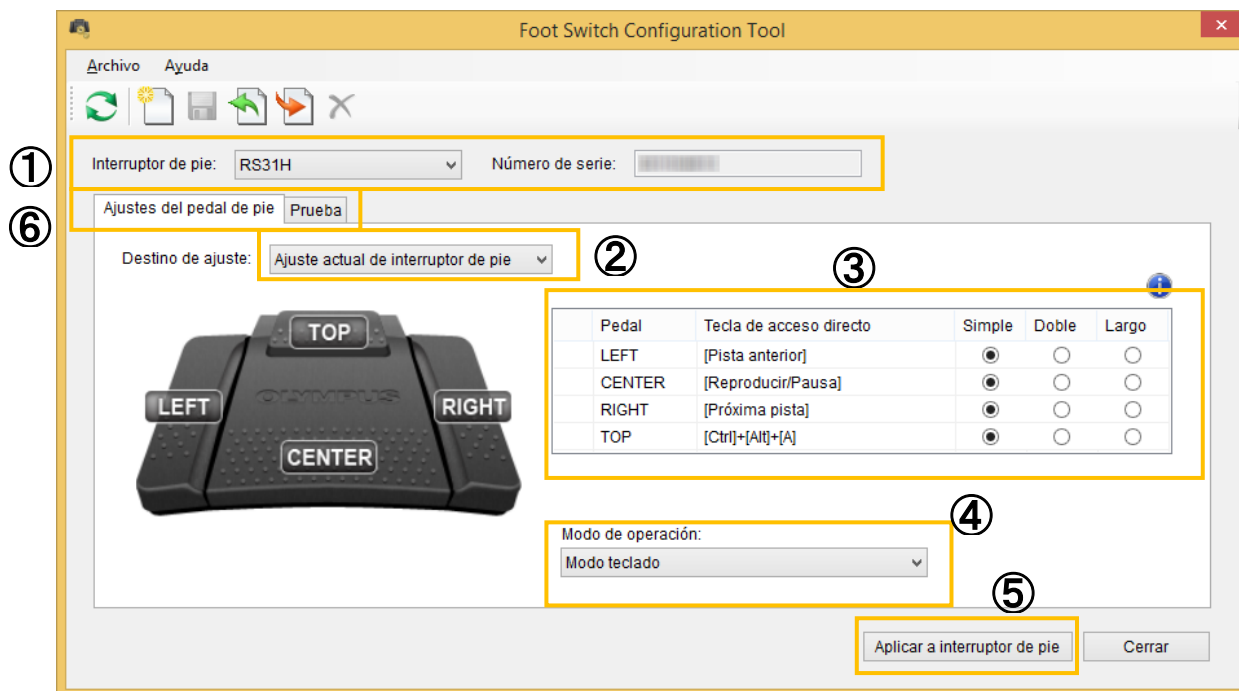 Foot Switch Configuration Tool
Archivo Ayuda
① Interruptor de pie: RS31H Número de serie:
⑥ Ajustes del pedal de pie Prueba
Destino de ajuste: Ajuste actual de interruptor de pie ②
③
TOP
LEFT
OLYMPUS
RIGHT
CENTER
Pedal Tecla de acceso directo Simple Doble Largo
LEFT [Pista anterior]
CENTER [Reproducir/Pausa]
RIGHT [Próxima pista]
TOP [Ctrl]+[Alt]+[A]
④
Modo de operación:
Modo teclado
⑤
Aplicar a interruptor de pie Cerrar